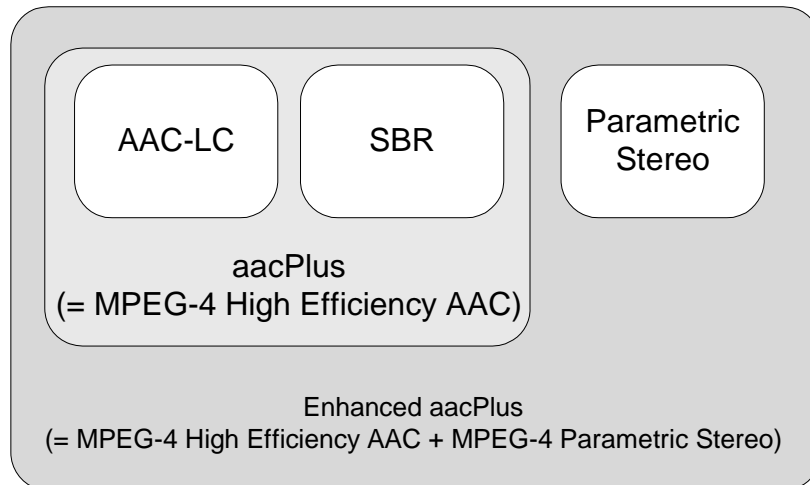 AAC-LC
SBR
Parametric
Stereo
aacPlus
(= MPEG-4 High Efficiency AAC)
Enhanced aacPlus
(= MPEG-4 High Efficiency AAC + MPEG-4 Parametric Stereo)